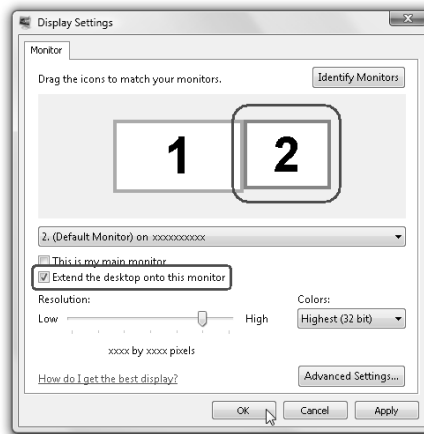 Display Settings
Monitor
Drag the icons to match your monitors.
Identify Monitors
1
2
2. (Default Monitor) on xxxxxxxxxx
This is my main monitor
Extend the desktop onto this monitor
Resolution:
Colors:
Low
High
Highest (32 bit)
xxxx by xxxx pixels
How do I get the best display?
Advanced Settings...
OK
Cancel
Apply